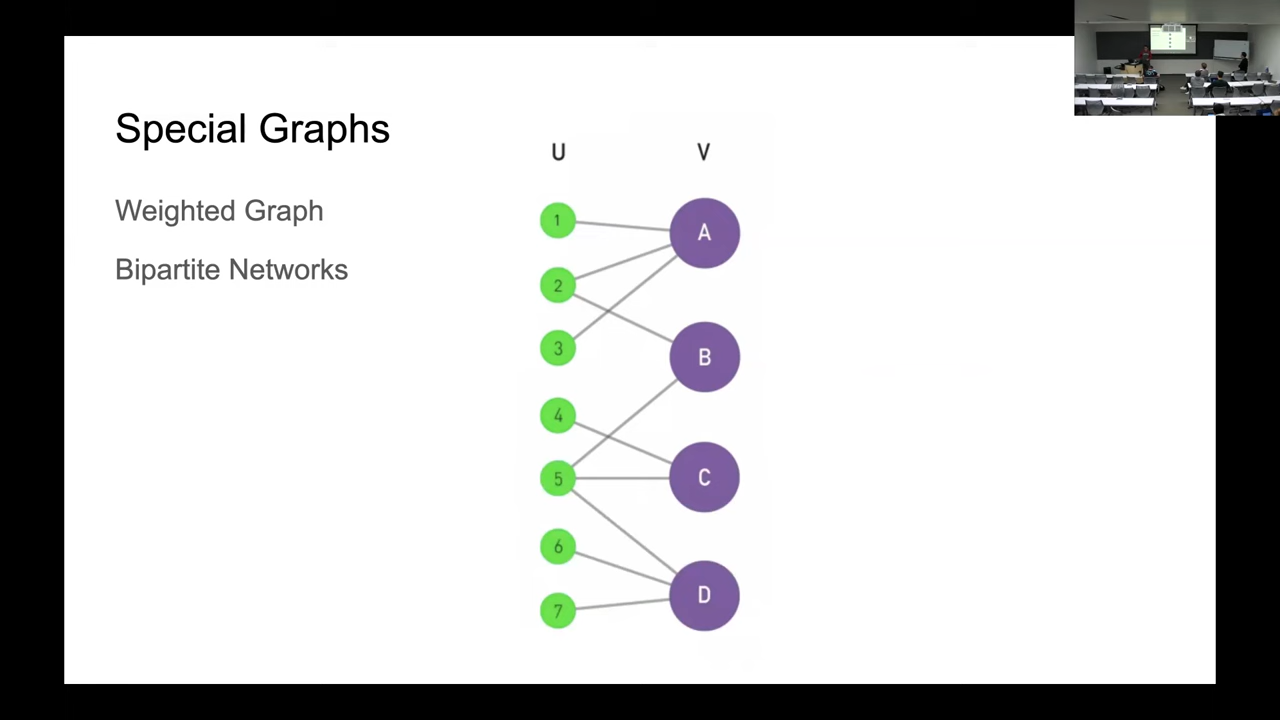 Special Graphs
Weighted Graph
Bipartite Networks
U V
1
A
2
3
B
4
5
C
6
D
7